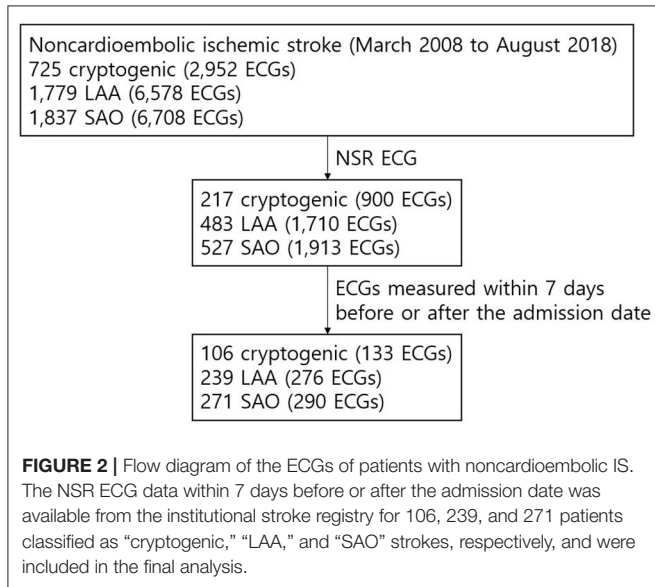 Noncardioembolic ischemic stroke (March 2008 to August 2018)
725 cryptogenic (2,952 ECGs)
1,779 LAA (6,578 ECGs)
1,837 SAO (6,708 ECGs)
NSR ECG
217 cryptogenic (900 ECGs)
483 LAA (1,710 ECGs)
527 SAO (1,913 ECGs)
ECGs measured within 7 days
before or after the admission date
106 cryptogenic (133 ECGs)
239 LAA (276 ECGs)
271 SAO (290 ECGs)
FIGURE 2 | Flow diagram of the ECGs of patients with noncardioembolic IS.
The NSR ECG data within 7 days before or after the admission date was
available from the institutional stroke registry for 106, 239, and 271 patients
classified as “cryptogenic,” “LAA,” and “SAO” strokes, respectively, and were
included in the final analysis.